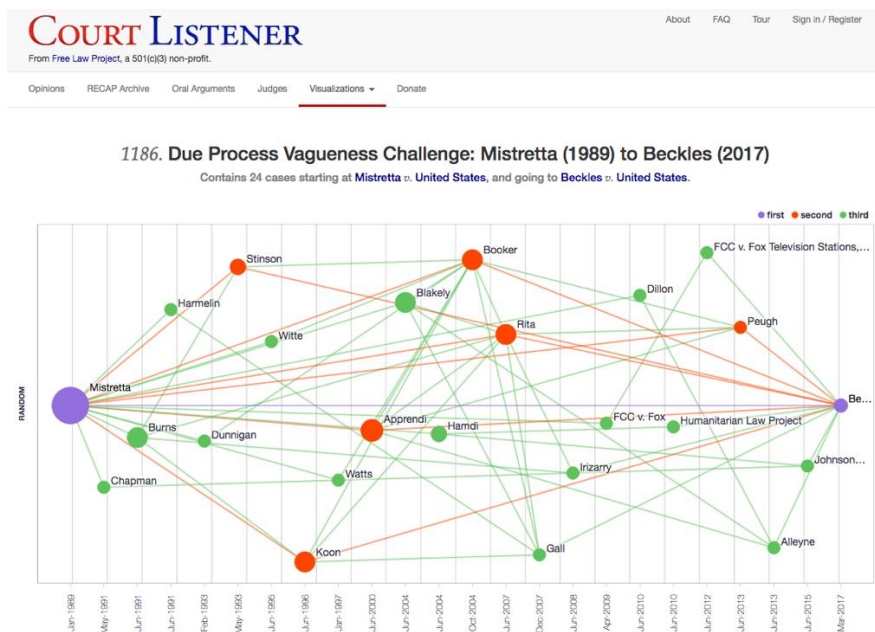 COURT LISTENER
From Free Law Project, a 501(c)(3) non-profit.
About FAQ Tour Sign in / Register
Opinions RECAP Archive Oral Arguments Judges Visualizations Donate
1186. Due Process Vagueness Challenge: Mistretta (1989) to Beckles (2017)
Contains 24 cases starting at Mistretta v. United States, and going to Beckles v. United States.
first second third
Booker
FCC v. Fox Television Stations,...
Stinson
Dillon
Blakely
Harmelin
Peugh
Rita
Witte
Mistretta
Be...
RANDOM
Apprendi
FCC v. Fox
Humanitarian Law Project
Burns
Hamdi
Dunnigan
Johnson...
Irizarry
Watts
Chapman
Alleyne
Gall
Koon
Jan-1989
May-1991
Jun-1991
Jun-1991
Feb-1993
May-1993
Jun-1995
Jun-1996
Jan-1997
Jun-2000
Jun-2004
Jun-2004
Oct-2004
Jun-2007
Dec-2007
Jun-2008
Apr-2009
Jun-2010
Jun-2010
Jun-2012
Jun-2013
Jun-2013
Jun-2015
Mar-2017